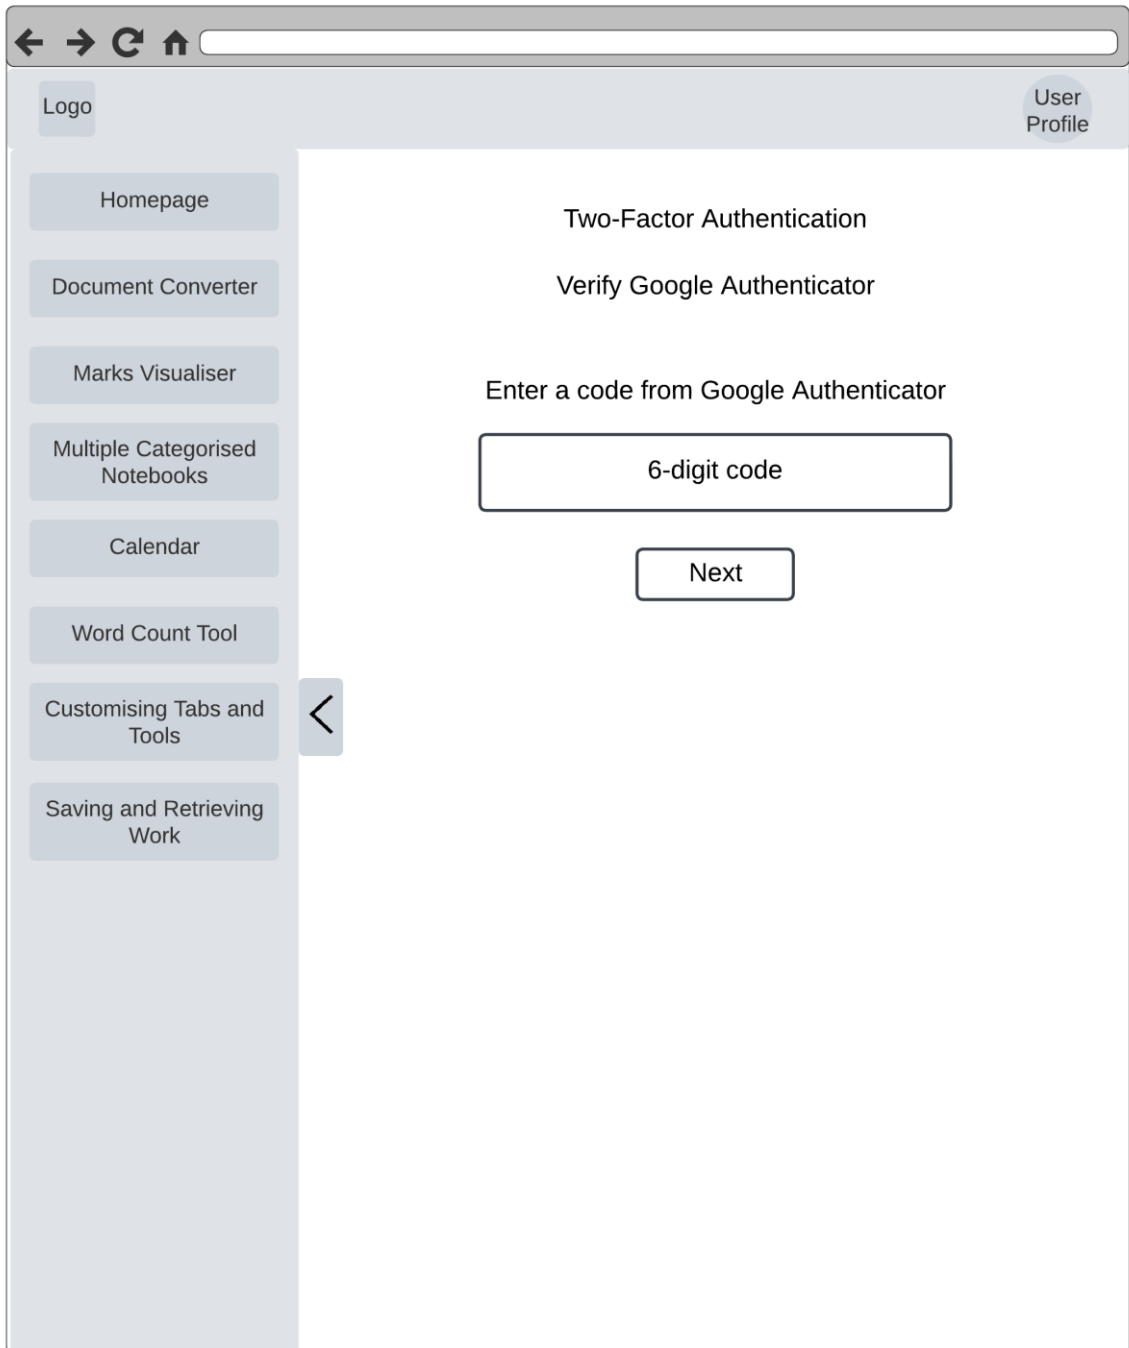 Logo
User
Profile
Homepage
Document Converter
Marks Visualiser
Multiple Categorised
Notebooks
Calendar
Word Count Tool
Customising Tabs and
Tools
Saving and Retrieving
Work
Two-Factor Authentication
Verify Google Authenticator
Enter a code from Google Authenticator
6-digit code
Next